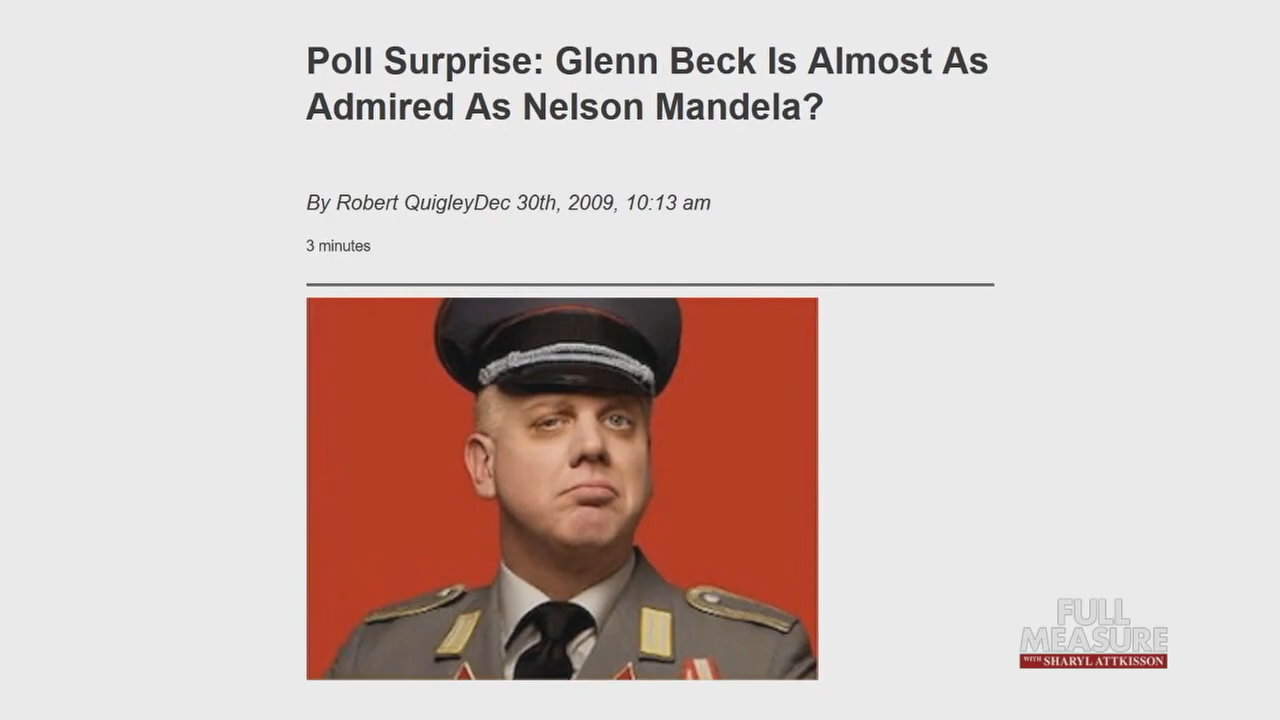 Poll Surprise: Glenn Beck Is Almost As
Admired As Nelson Mandela?
By Robert QuigleyDec 30th, 2009, 10:13 am
3 minutes
FULL
MEASURE
WITH SHARYL ATTKISSON